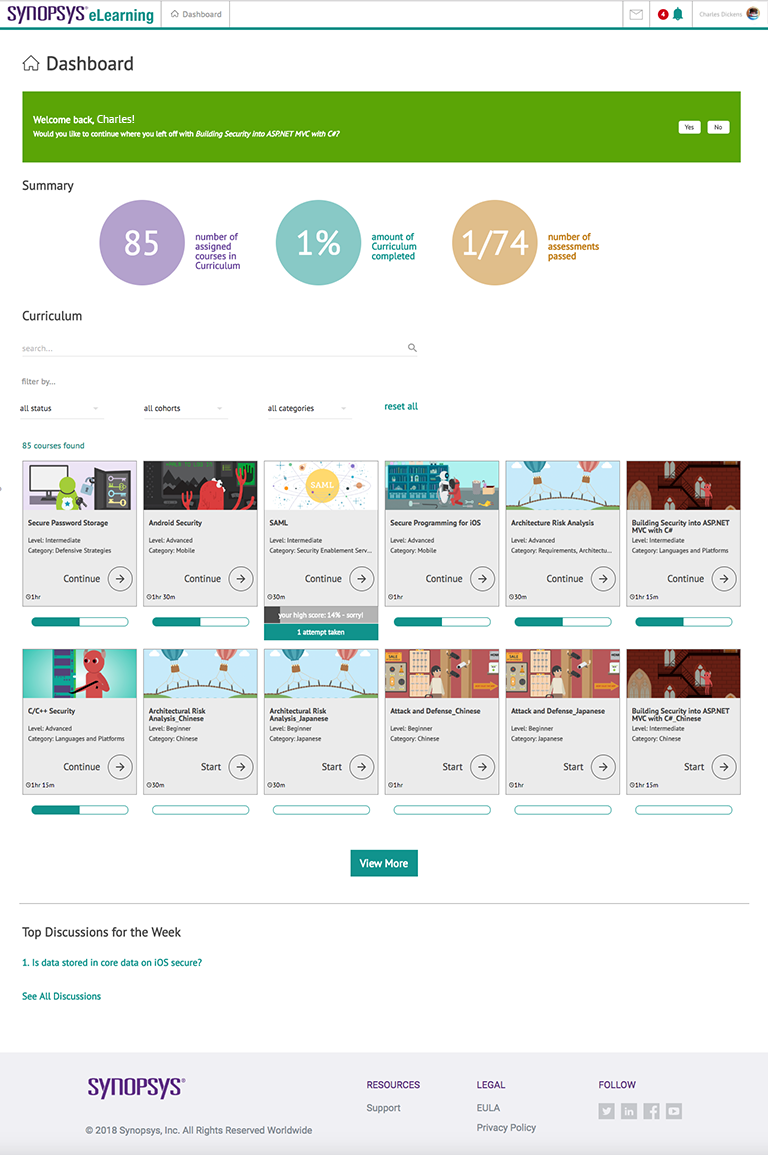 SYNOPSYS® eLearning
Dashboard
4
Charles Dickens
Dashboard
Welcome back, Charles!
Would you like to continue where you left off with Building Security into ASP.NET MVC with C#?
Yes
No
Summary
85
number of
assigned
courses in
Curriculum
1%
amount of
Curriculum
completed
1/74
number of
assessments
passed
Curriculum
search...
filter by...
all status
all cohorts
all categories
reset all
85 courses found
Secure Password Storage
Level: Intermediate
Category: Defensive Strategies
Continue
1hr
Android Security
Level: Advanced
Category: Mobile
Continue
1hr 30m
SAML
SAML
Level: Intermediate
Category: Security Enablement Serv...
Continue
30m
your high score: 14% - sorry!
1 attempt taken
Secure Programming for iOS
Level: Advanced
Category: Mobile
Continue
1hr
Architecture Risk Analysis
Level: Advanced
Category: Requirements, Architectu...
Continue
30m
Building Security into ASP.NET
MVC with C#
Level: Intermediate
Category: Languages and Platforms
Continue
1hr 15m
C/C++ Security
Level: Advanced
Category: Languages and Platforms
Continue
1hr 15m
Architectural Risk
Analysis_Chinese
Level: Beginner
Category: Chinese
Start
30m
Architectural Risk
Analysis_Japanese
Level: Beginner
Category: Japanese
Start
30m
Attack and Defense_Chinese
Level: Beginner
Category: Chinese
Start
1hr
Attack and Defense_Japanese
Level: Beginner
Category: Japanese
Start
1hr
Building Security into ASP.NET
MVC with C#_Chinese
Level: Intermediate
Category: Chinese
Start
1hr 15m
View More
Top Discussions for the Week
1. Is data stored in core data on iOS secure?
See All Discussions
SYNOPSYS®
© 2018 Synopsys, Inc. All Rights Reserved Worldwide
RESOURCES
Support
LEGAL
EULA
Privacy Policy
FOLLOW